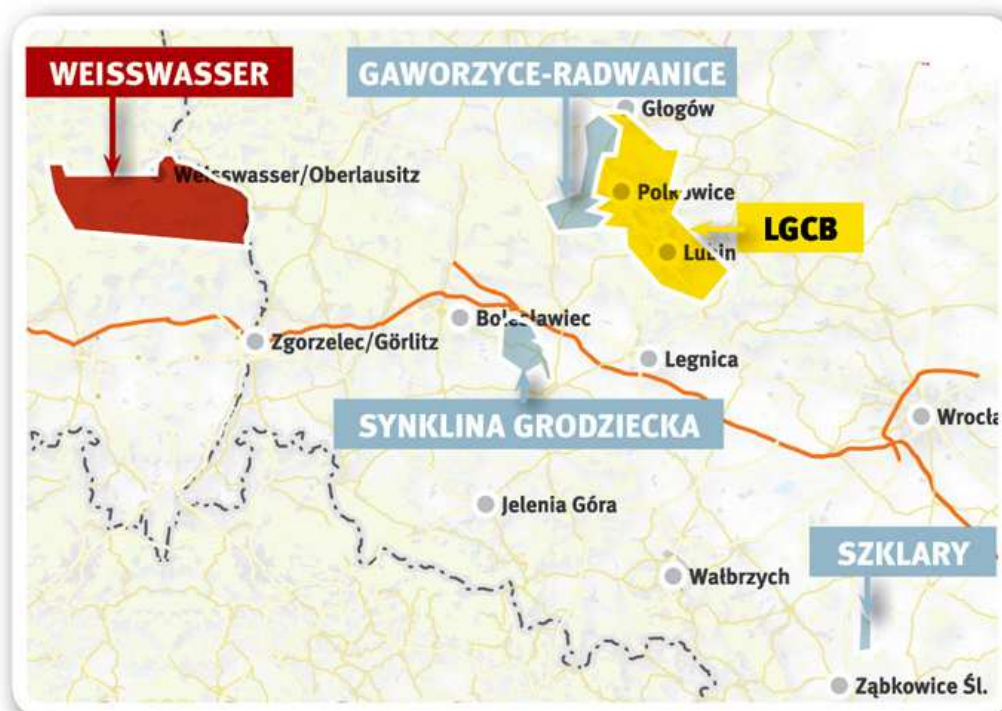 WEISSWASSER
GAWORZYCE-RADWANICE
Głogów
Weisswasser/Oberlausitz
Polkowice
LGCB
Lubin
Bolesławiec
Zgorzelec/Görlitz
Legnica
SYNKLINA GRODZIECKA
Wrocła
Jelenia Góra
SZKLARY
Wałbrzych
Ząbkowice Śl.